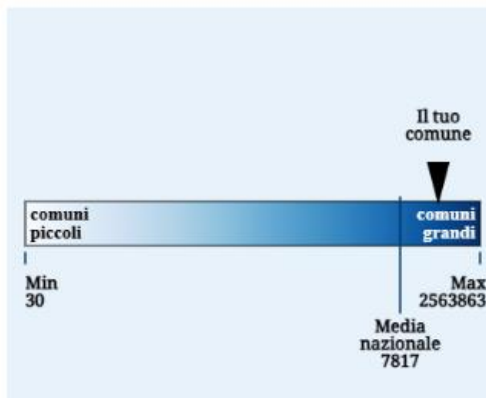 Il tuo
comune
comuni
piccoli
comuni
grandi
Min
30
Max
2563863
Media
nazionale
7817